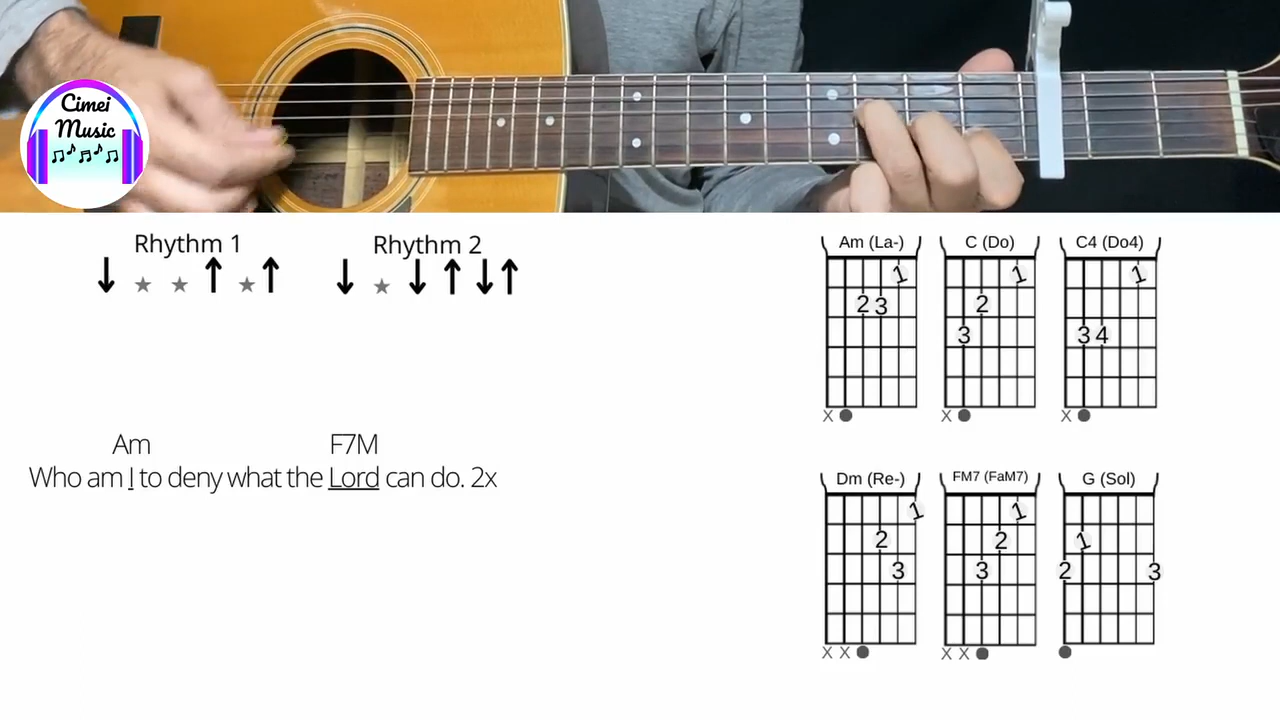 Cimei
Music
Rhythm 1
Rhythm 2
Am (La-)
C (Do)
C4 (Do4)
1
1
1
2 3
2
3
3 4
X
X
X
Am
F7M
Who am I to deny what the Lord can do. 2x
Dm (Re-)
FM7 (FaM7)
G (Sol)
1
1
2
2
1
3
3
2
3
X X
X X